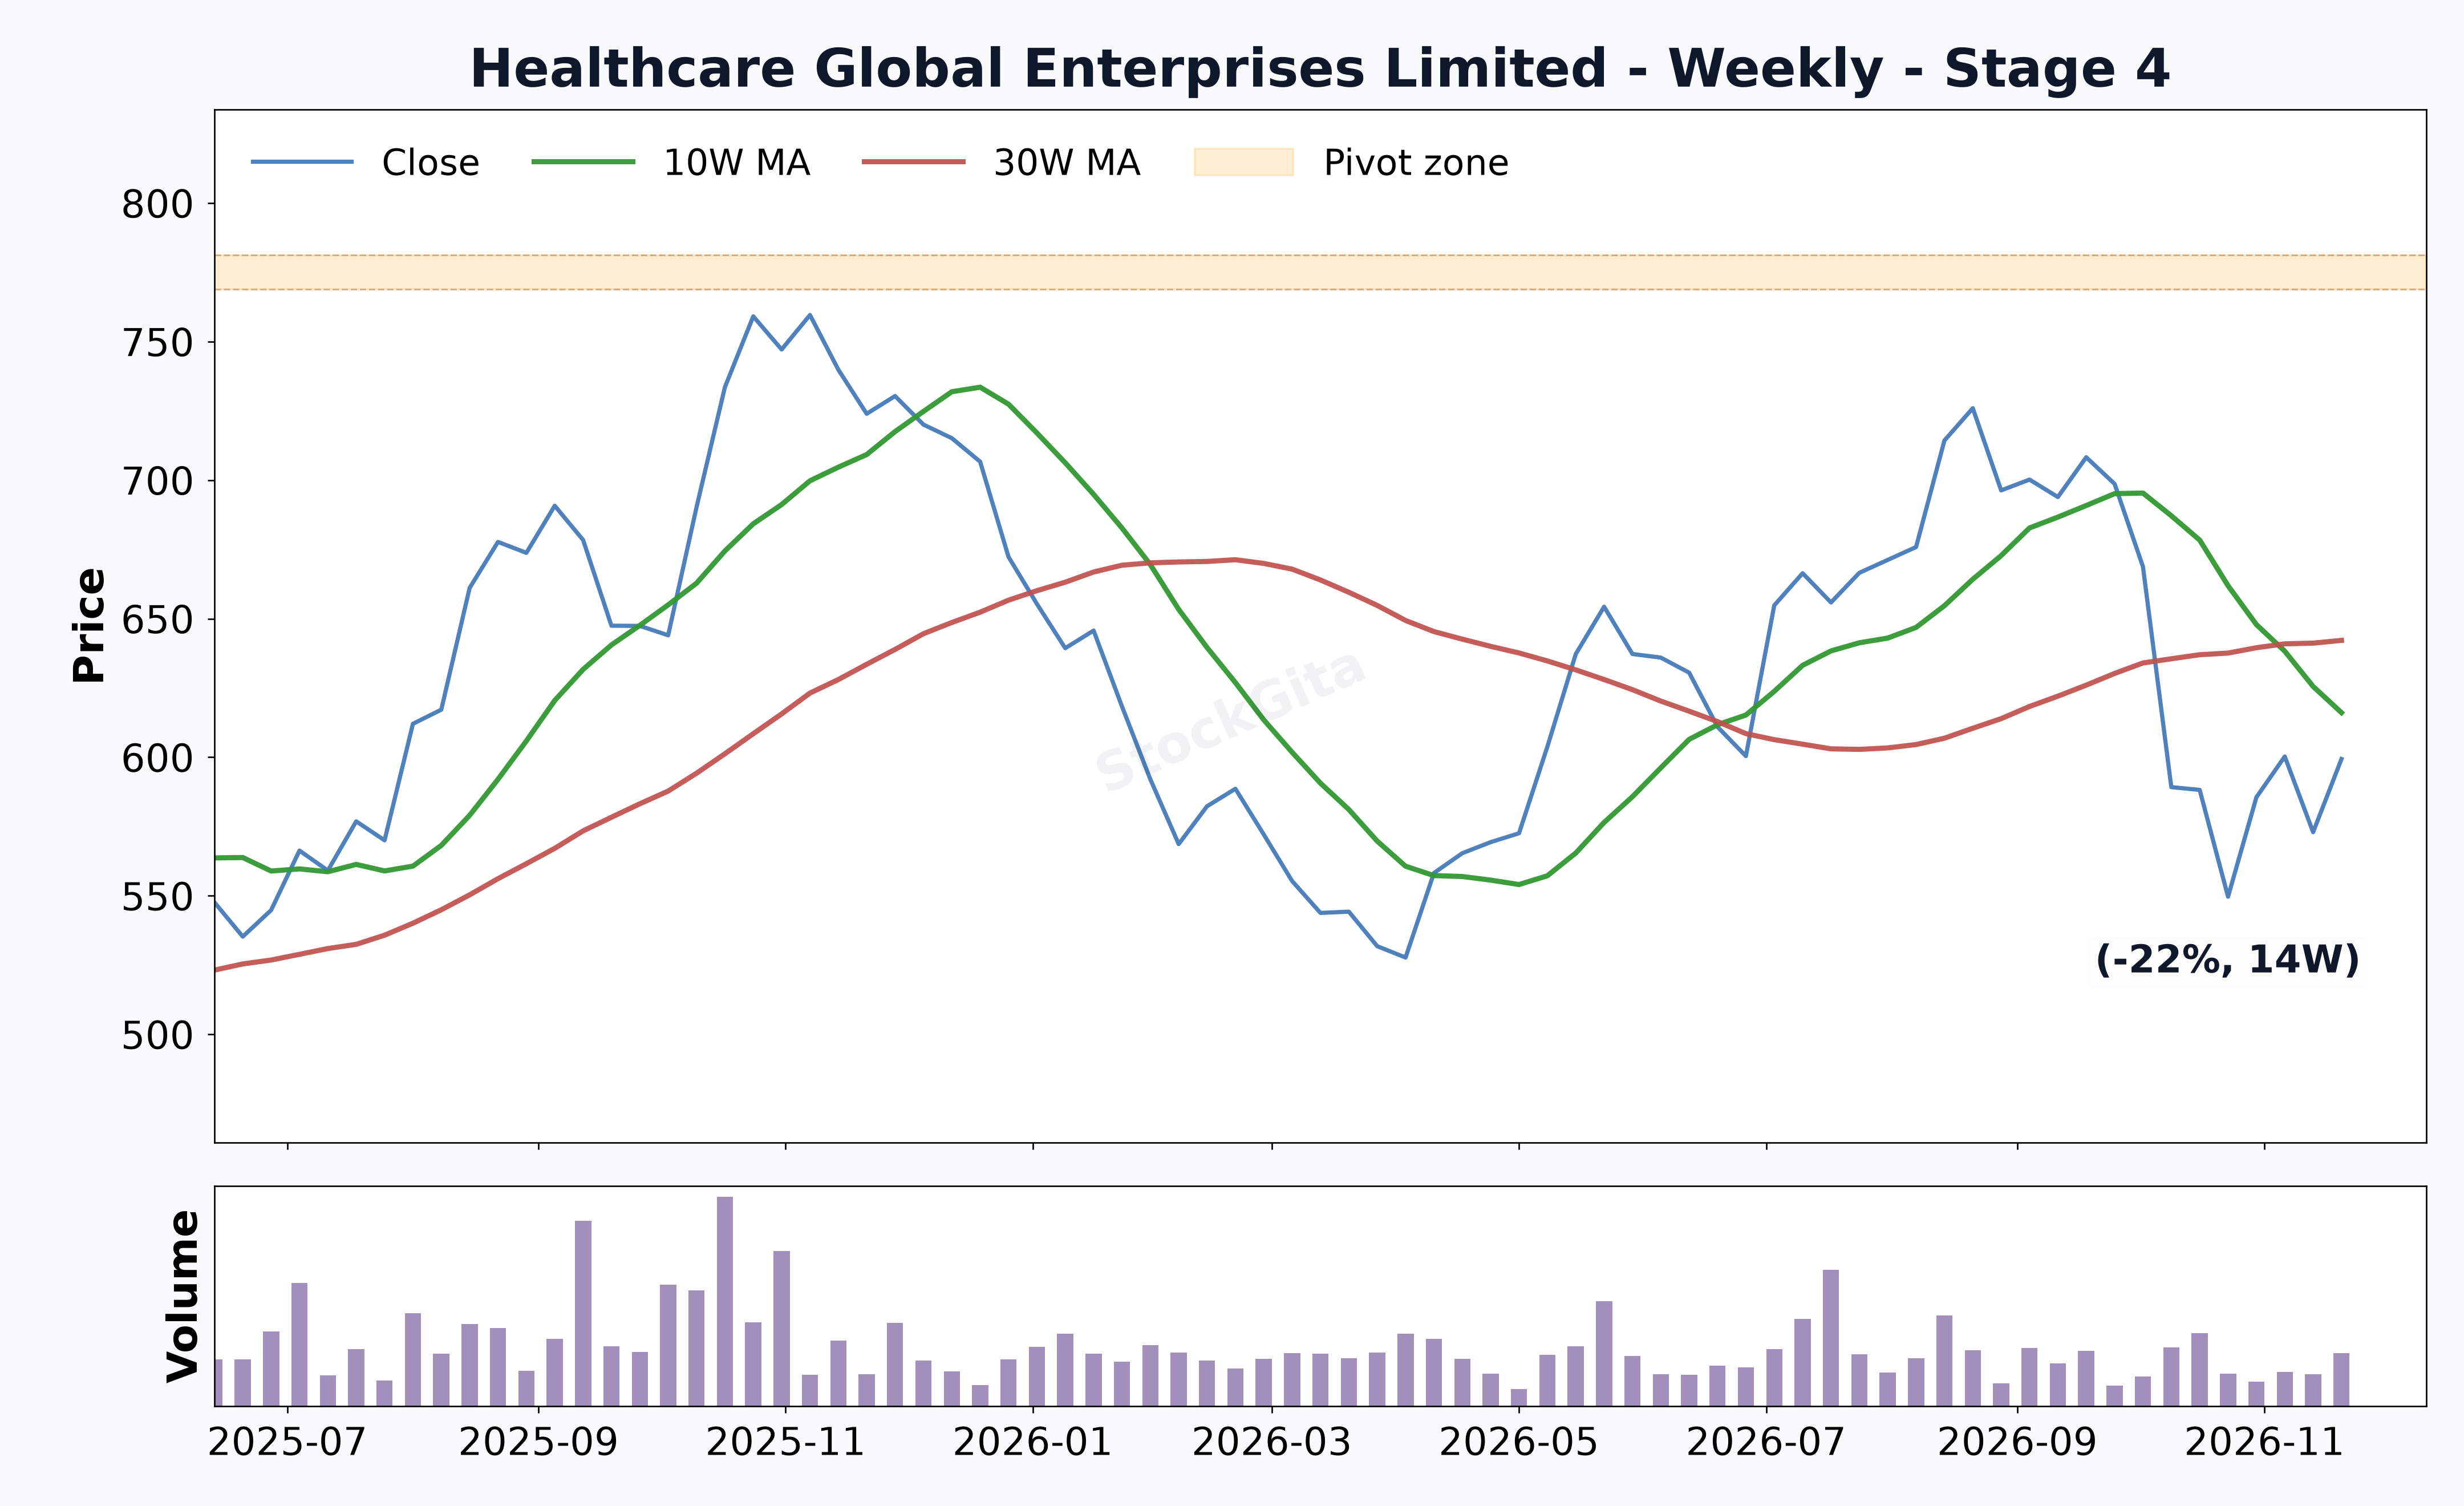 Healthcare Global Enterprises Limited - Weekly - Stage 4
Close
10W MA
30W MA
Pivot zone
800
750
700
650
600
550
500
Price
StockGita
(-22%, 14W)
Volume
2025-07
2025-09
2025-11
2026-01
2026-03
2026-05
2026-07
2026-09
2026-11